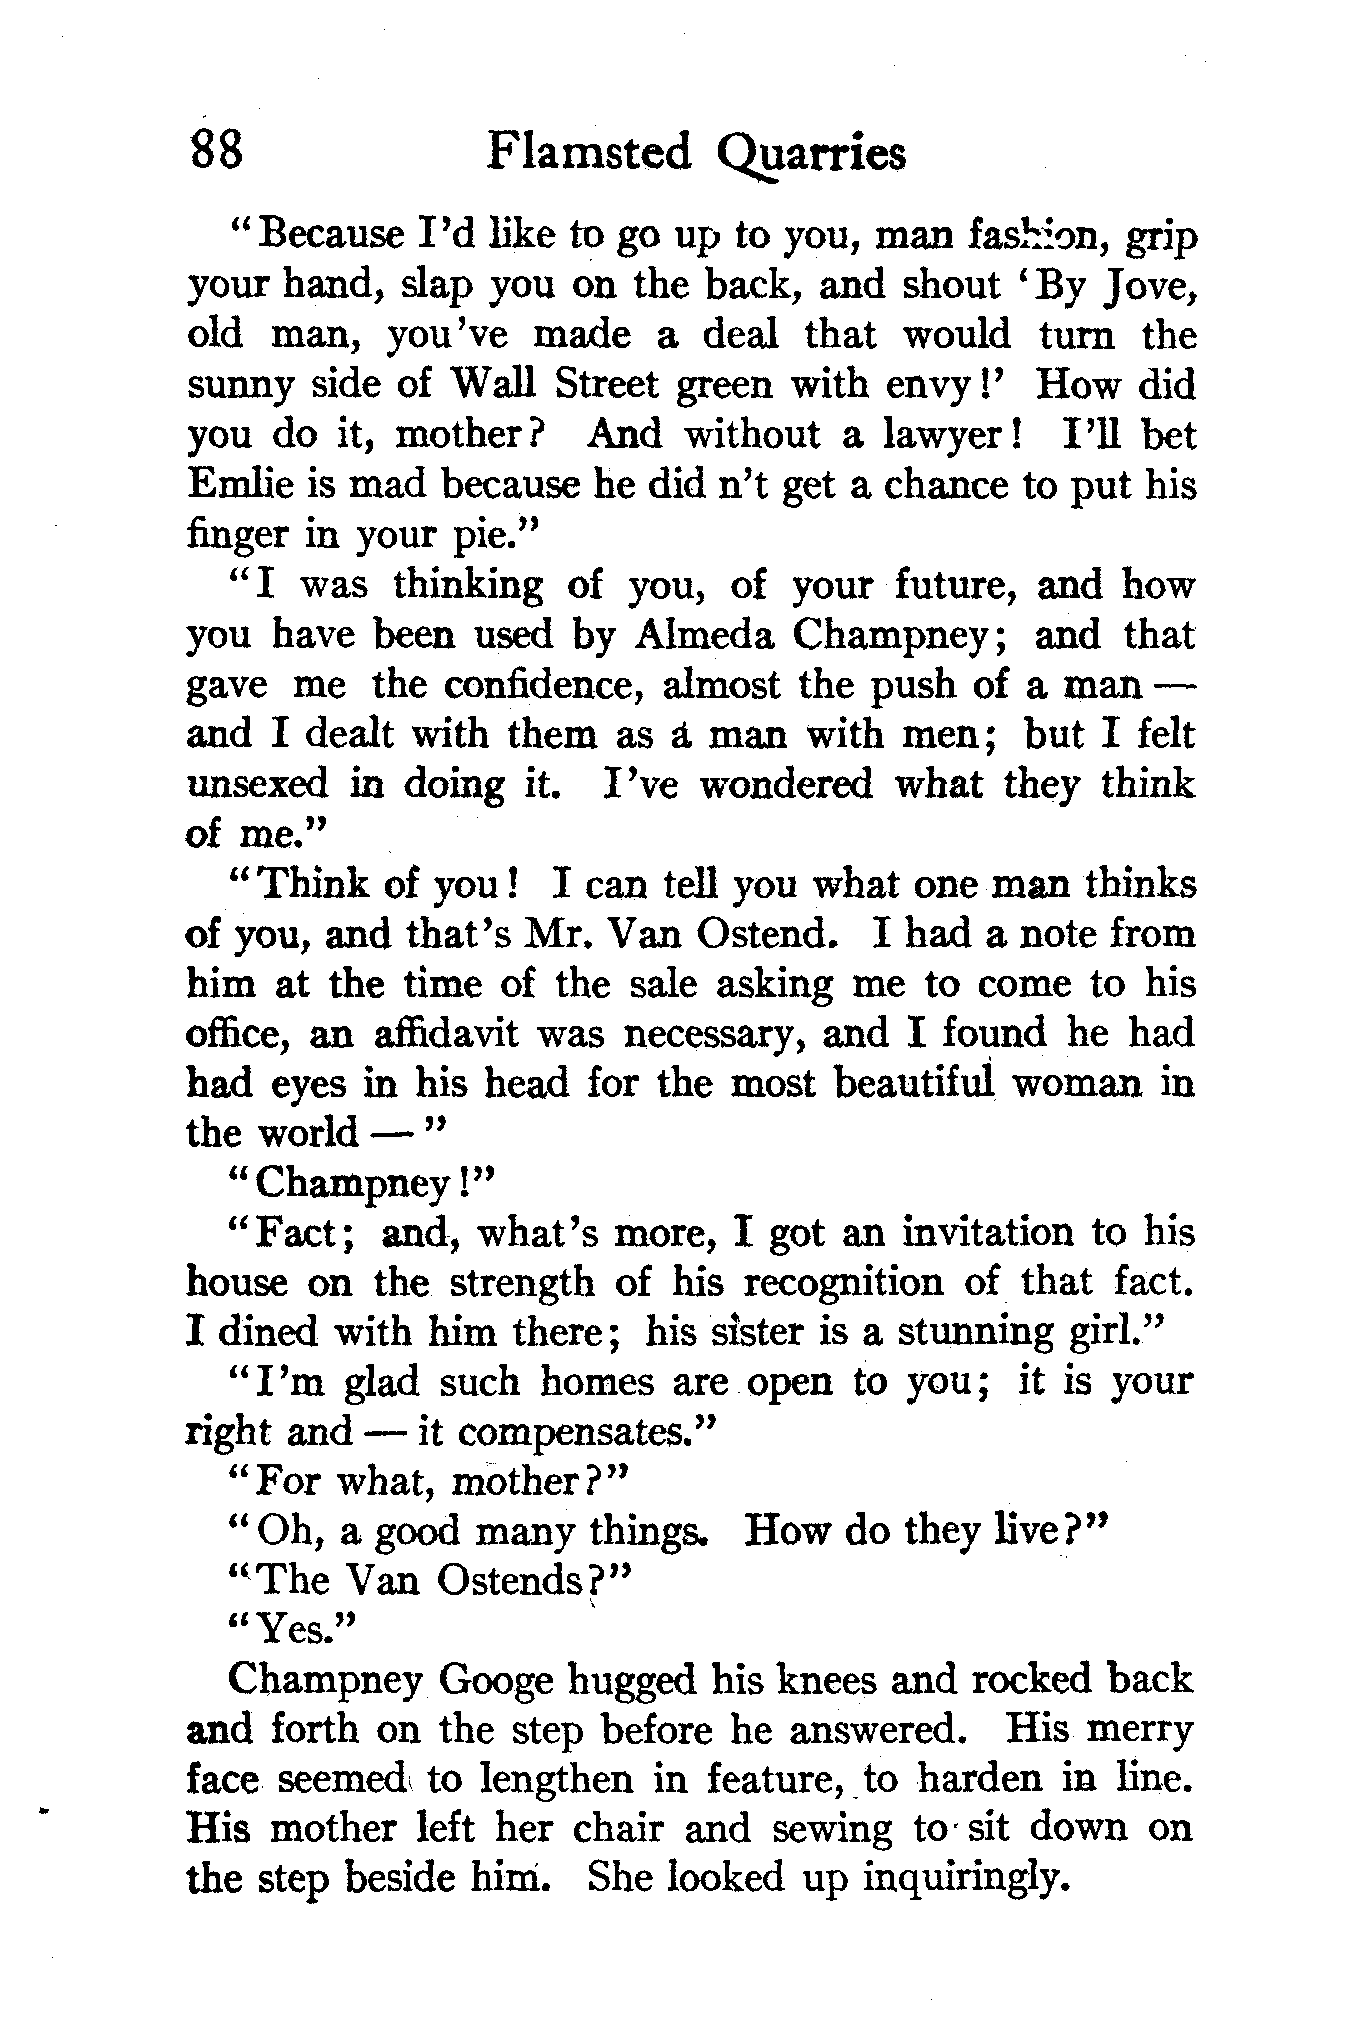 88 Flamsted Quarries
"Because I'd like to go up to you, man fashion, grip
your hand, slap you on the back, and shout 'By Jove,
old man, you've made a deal that would turn the
sunny side of Wall Street green with envy!' How did
you do it, mother? And without a lawyer! I'll bet
Emlie is mad because he did n't get a chance to put his
finger in your pie."
"I was thinking of you, of your future, and how
you have been used by Almeda Champney; and that
gave me the confidence, almost the push of a man —
and I dealt with them as a man with men; but I felt
unsexed in doing it. I've wondered what they think
of me."
"Think of you! I can tell you what one man thinks
of you, and that's Mr. Van Ostend. I had a note from
him at the time of the sale asking me to come to his
office, an affidavit was necessary, and I found he had
had eyes in his head for the most beautiful woman in
the world — "
"Champney!"
"Fact; and, what's more, I got an invitation to his
house on the strength of his recognition of that fact.
I dined with him there; his sister is a stunning girl."
"I'm glad such homes are open to you; it is your
right and — it compensates."
"For what, mother?"
"Oh, a good many things. How do they live?"
"The Van Ostends?"
"Yes."
Champney Googe hugged his knees and rocked back
and forth on the step before he answered. His merry
face seemed to lengthen in feature, to harden in line.
His mother left her chair and sewing to sit down on
the step beside him. She looked up inquiringly.